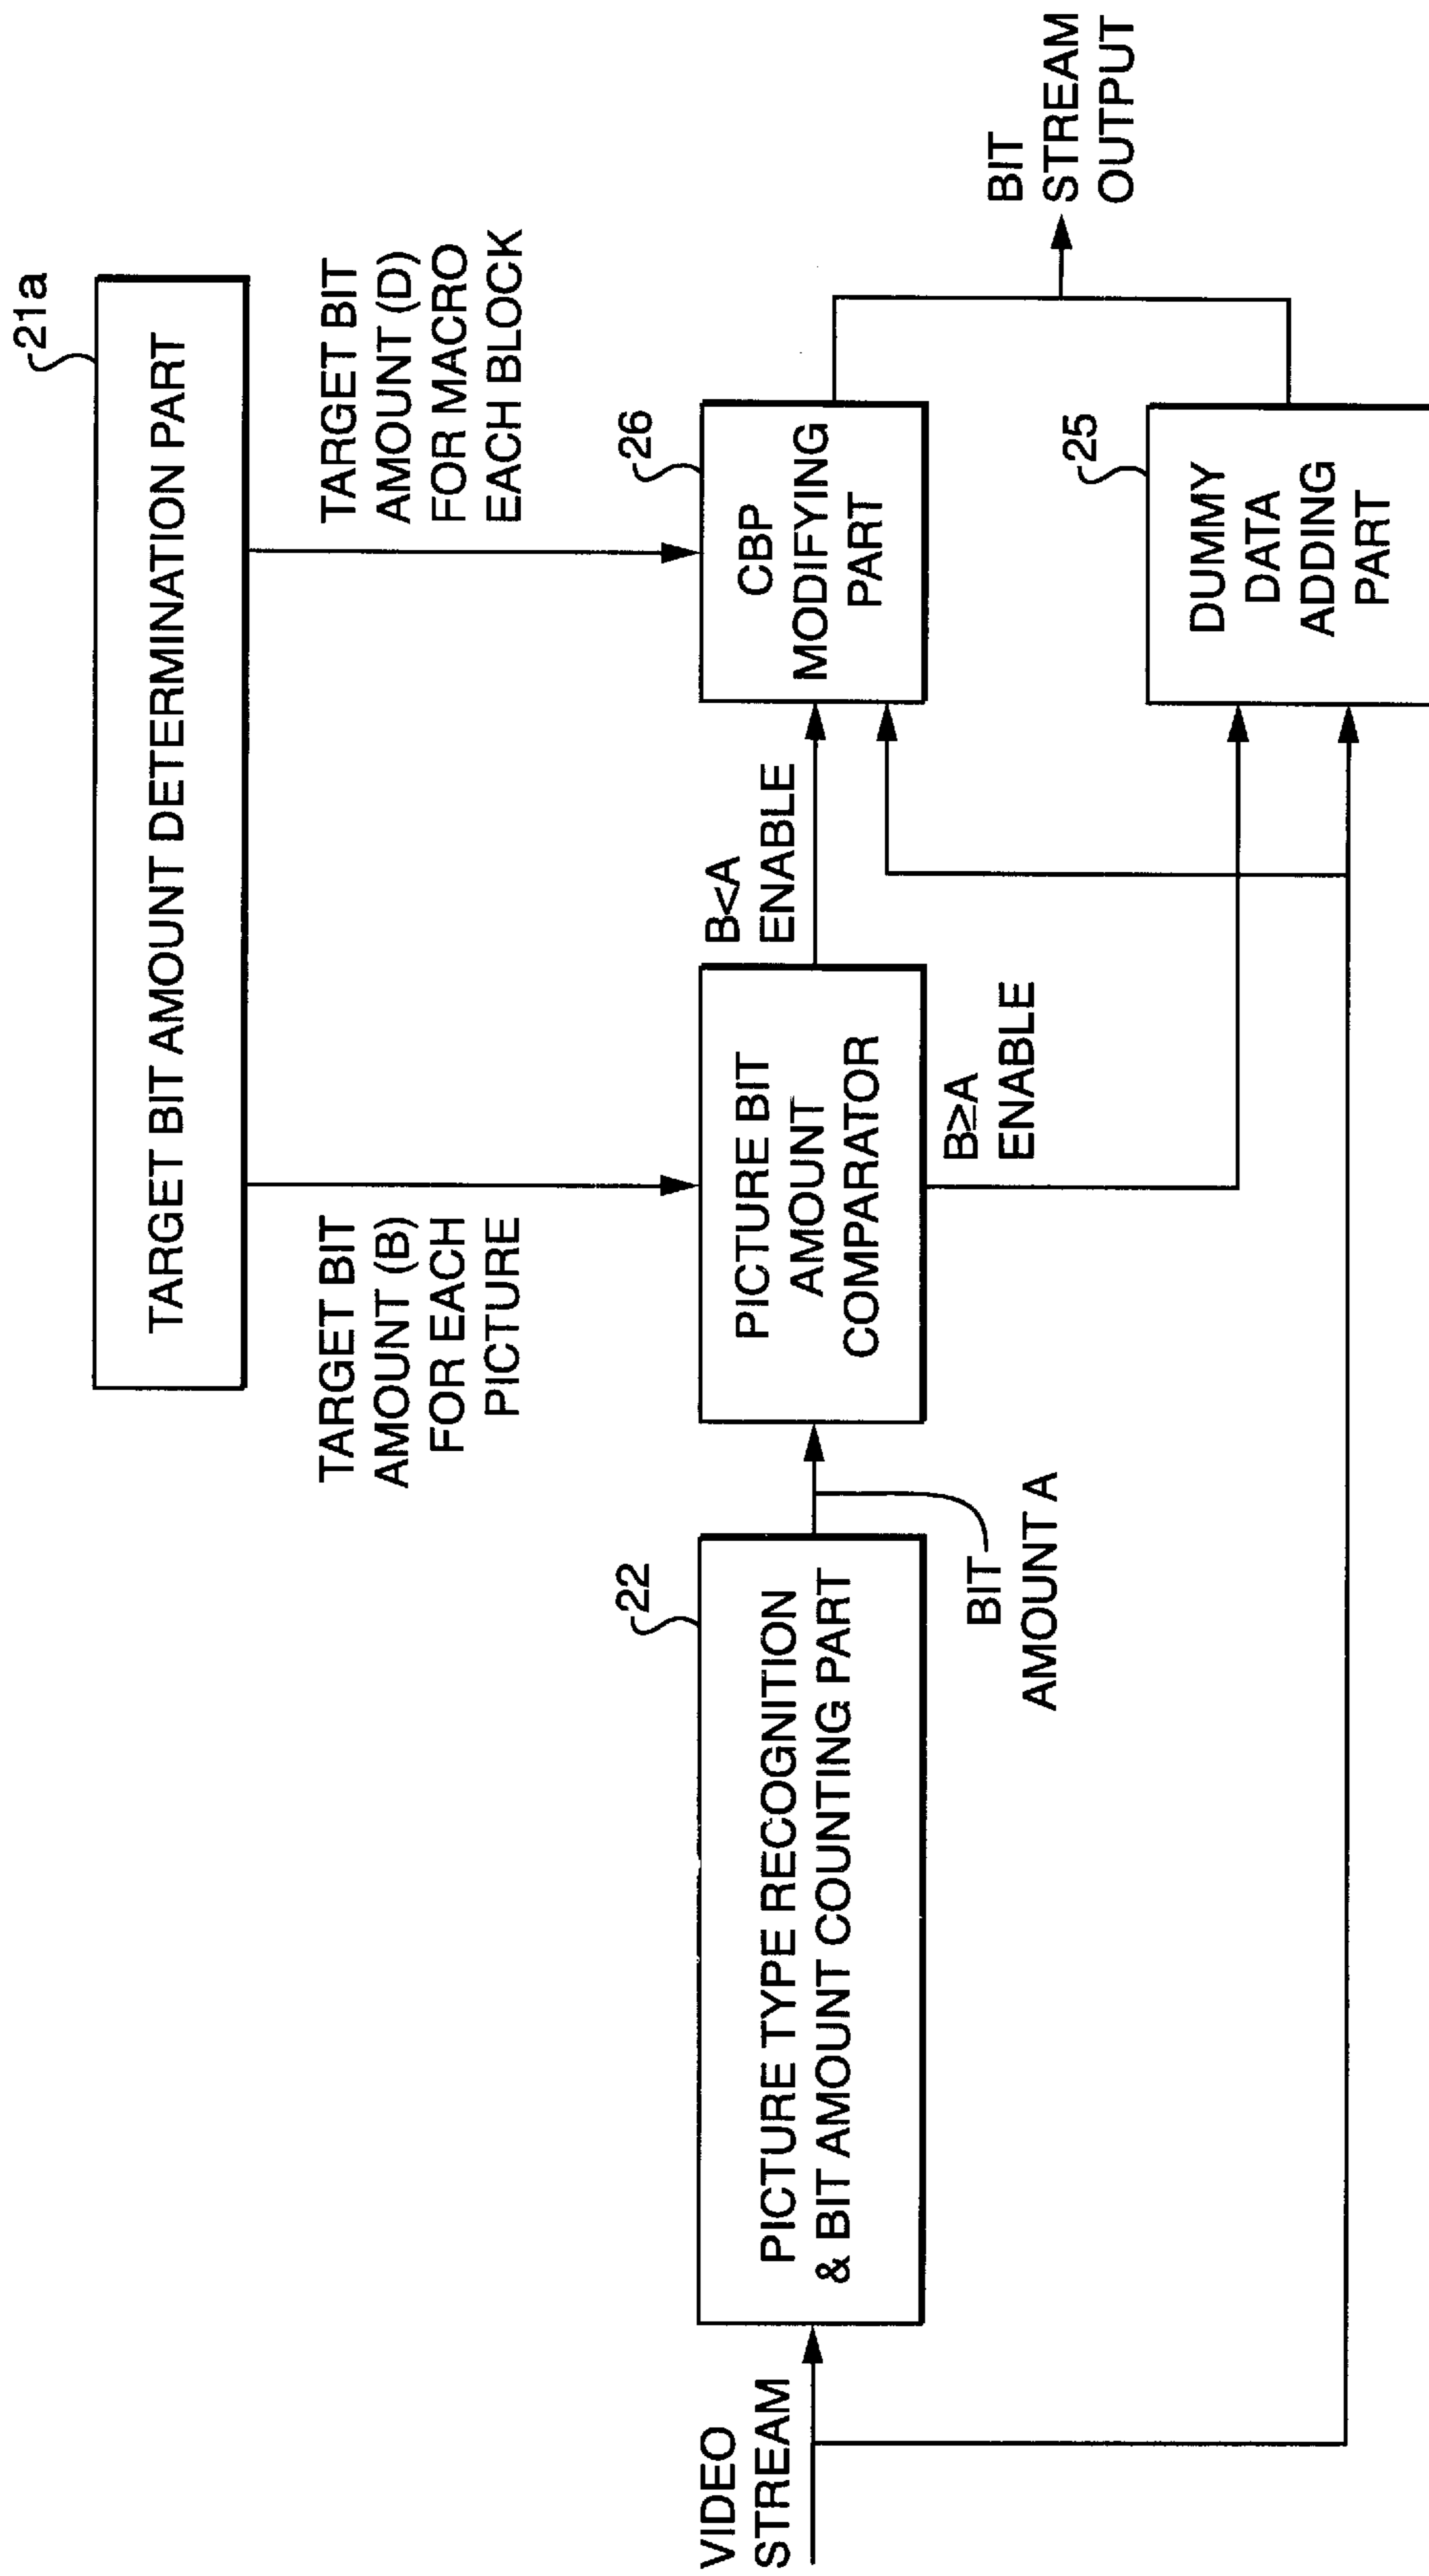 21a
TARGET BIT AMOUNT DETERMINATION PART
TARGET BIT
AMOUNT (B)
FOR EACH
PICTURE
TARGET BIT
AMOUNT (D)
FOR MACRO
EACH BLOCK
VIDEO
STREAM
22
PICTURE TYPE RECOGNITION
& BIT AMOUNT COUNTING PART
BIT
AMOUNT A
PICTURE BIT
AMOUNT
COMPARATOR
B<A
ENABLE
B≥A
ENABLE
26
CBP
MODIFYING
PART
25
DUMMY
DATA
ADDING
PART
BIT
STREAM
OUTPUT